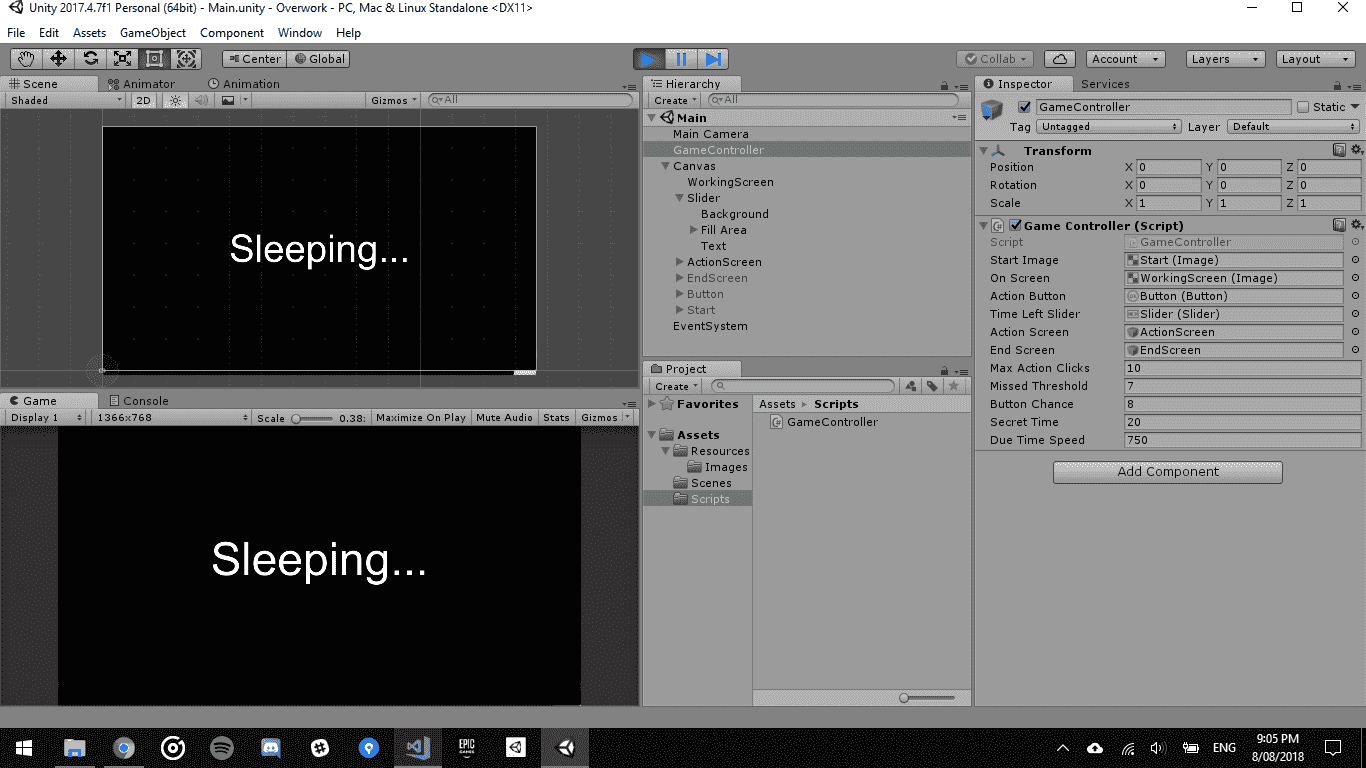 Unity 2017.4.7f1 Personal (64bit) - Main.unity - Overwork - PC, Mac & Linux Standalone <DX11>
File Edit Assets GameObject Component Window Help
Center Global
Collab Account Layers Layout
Scene Animator Animation
Shaded 2D Gizmos All
Sleeping...
Game Console
Display 1 1366x768 Scale 0.38: Maximize On Play Mute Audio Stats Gizmos
Sleeping...
Hierarchy
Create All
Main
Main Camera
GameController
Canvas
WorkingScreen
Slider
Background
Fill Area
Text
ActionScreen
EndScreen
Button
Start
EventSystem
Project
Create
Favorites
Assets
Resources
Images
Scenes
Scripts
Assets Scripts
GameController
Inspector Services
GameController Static
Tag Untagged Layer Default
Transform
Position X 0 Y 0 Z 0
Rotation X 0 Y 0 Z 0
Scale X 1 Y 1 Z 1
Game Controller (Script)
Script GameController
Start Image Start (Image)
On Screen WorkingScreen (Image)
Action Button Button (Button)
Time Left Slider Slider (Slider)
Action Screen ActionScreen
End Screen EndScreen
Max Action Clicks 10
Missed Threshold 7
Button Chance 8
Secret Time 20
Due Time Speed 750
Add Component
EPIC GAMES
ENG
9:05 PM
8/08/2018